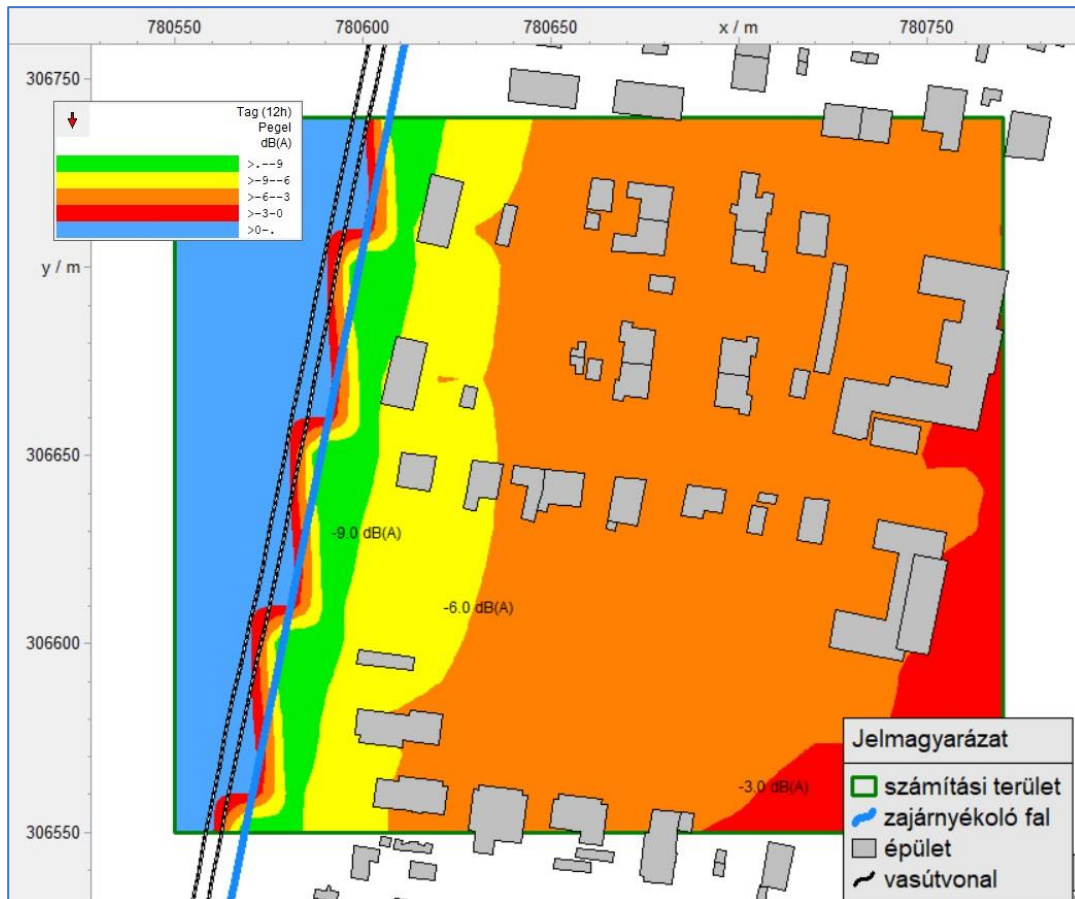 780550 780600 780650 x / m 780750
306750
Tag (12h)
Pegel
dB(A)
>.--9
>-9--6
>-6--3
>-3-0
>0-.
y / m
306650
-9.0 dB(A)
-6.0 dB(A)
306600
-3.0 dB(A)
306550
Jelmagyarázat
számítási terület
zajárnyékoló fal
épület
vasútvonal